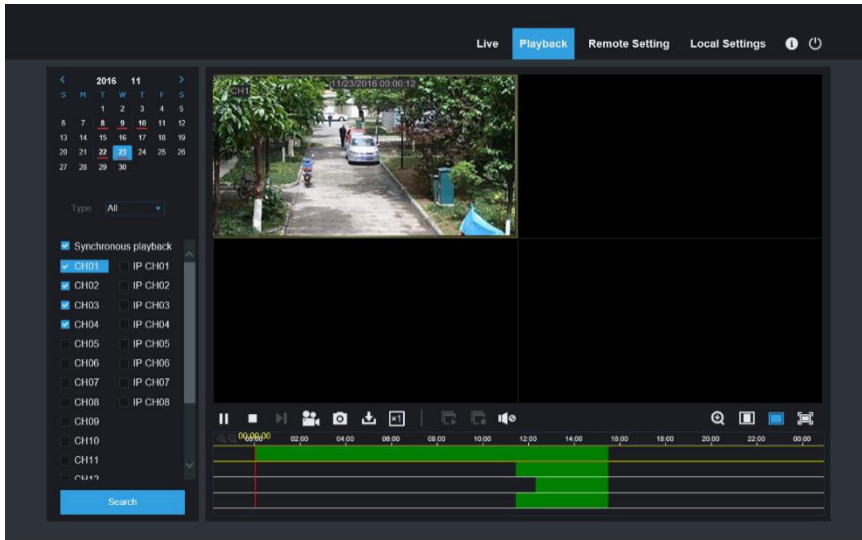 Live Playback Remote Setting Local Settings
2016 11
S M T W T F S
1 2 3 4 5
6 7 8 9 10 11 12
13 14 15 16 17 18 19
20 21 22 23 24 25 26
27 28 29 30
Type All
Synchronous playback
CH01 IP CH01
CH02 IP CH02
CH03 IP CH03
CH04 IP CH04
CH05 IP CH05
CH06 IP CH06
CH07 IP CH07
CH08 IP CH08
CH09
CH10
CH11
CH12
Search
CH1 11/23/2016 00:00:12
×1
00:00:00 02:00 04:00 06:00 08:00 10:00 12:00 14:00 16:00 18:00 20:00 22:00 00:00